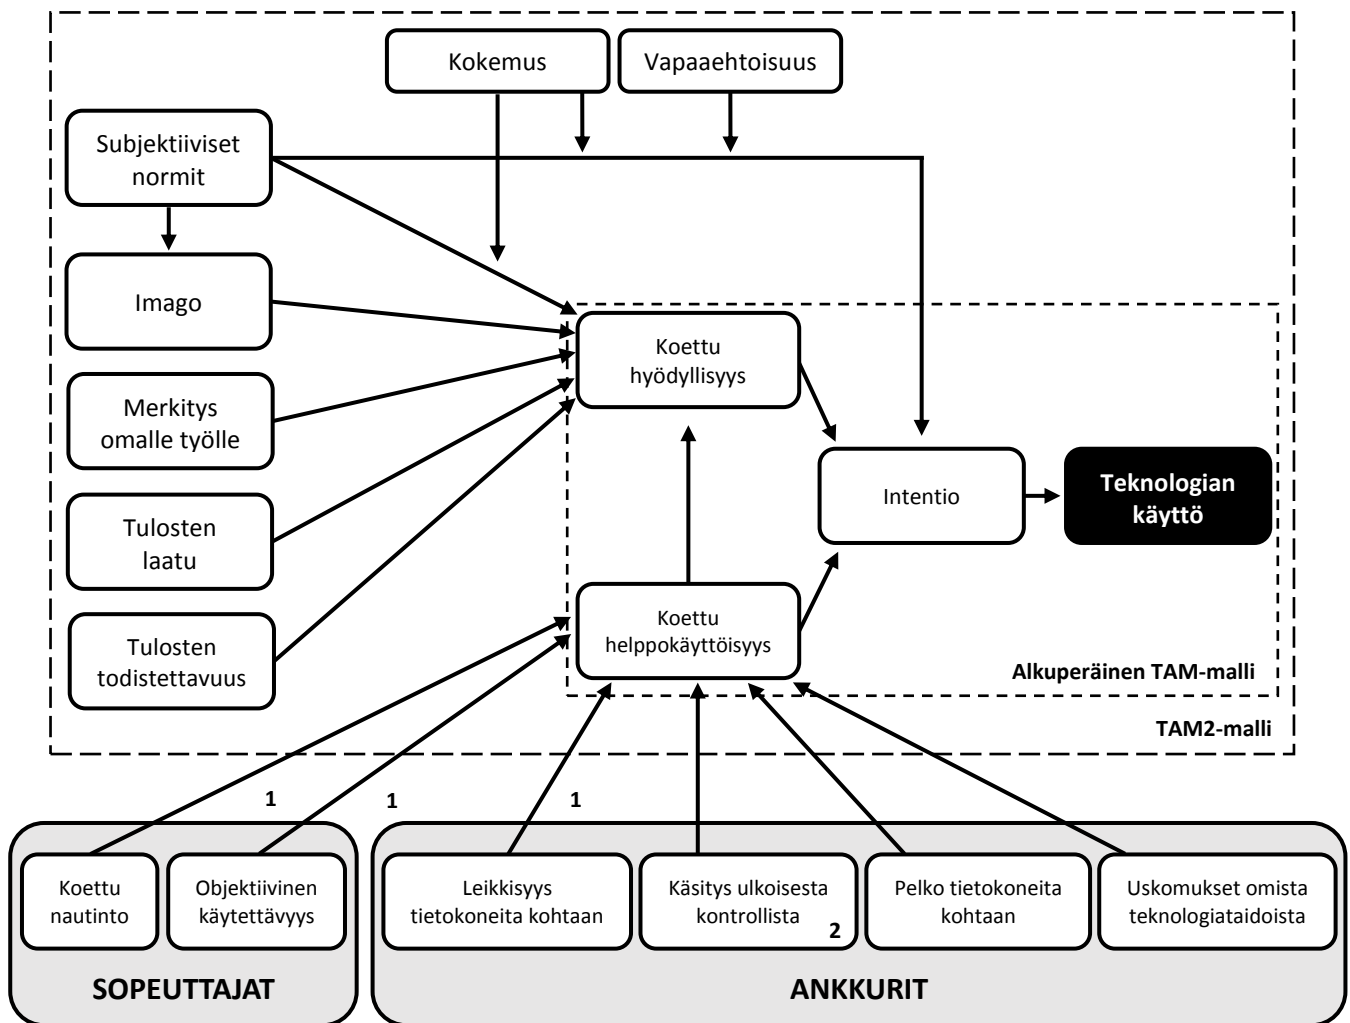 Kokemus
Vapaaehtoisuus
Subjektiiviset
normit
Imago
Koettu
hyödyllisyys
Merkitys
omalle työlle
Intentio
Teknologian
käyttö
Tulosten
laatu
Koettu
helppokäyttöisyys
Tulosten
todistettavuus
Alkuperäinen TAM-malli
TAM2-malli
1
1
1
Koettu
nautinto
Objektiivinen
käytettävyys
Leikkisyys
tietokoneita kohtaan
Käsitys ulkoisesta
kontrollista
2
Pelko tietokoneita
kohtaan
Uskomukset omista
teknologiataidoista
SOPEUTTAJAT
ANKKURIT